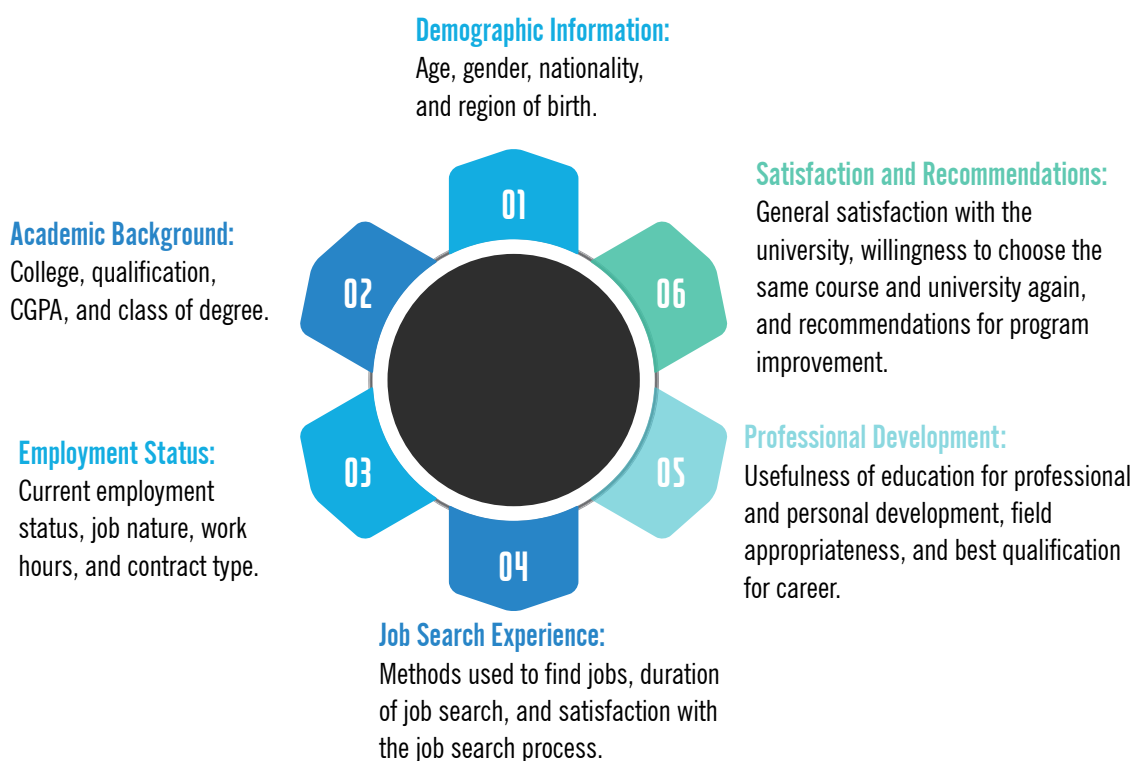 Demographic Information:
Age, gender, nationality,
and region of birth.
01
Academic Background:
College, qualification,
CGPA, and class of degree.
02
Employment Status:
Current employment
status, job nature, work
hours, and contract type.
03
04
Job Search Experience:
Methods used to find jobs, duration
of job search, and satisfaction with
the job search process.
05
Professional Development:
Usefulness of education for professional
and personal development, field
appropriateness, and best qualification
for career.
06
Satisfaction and Recommendations:
General satisfaction with the
university, willingness to choose the
same course and university again,
and recommendations for program
improvement.